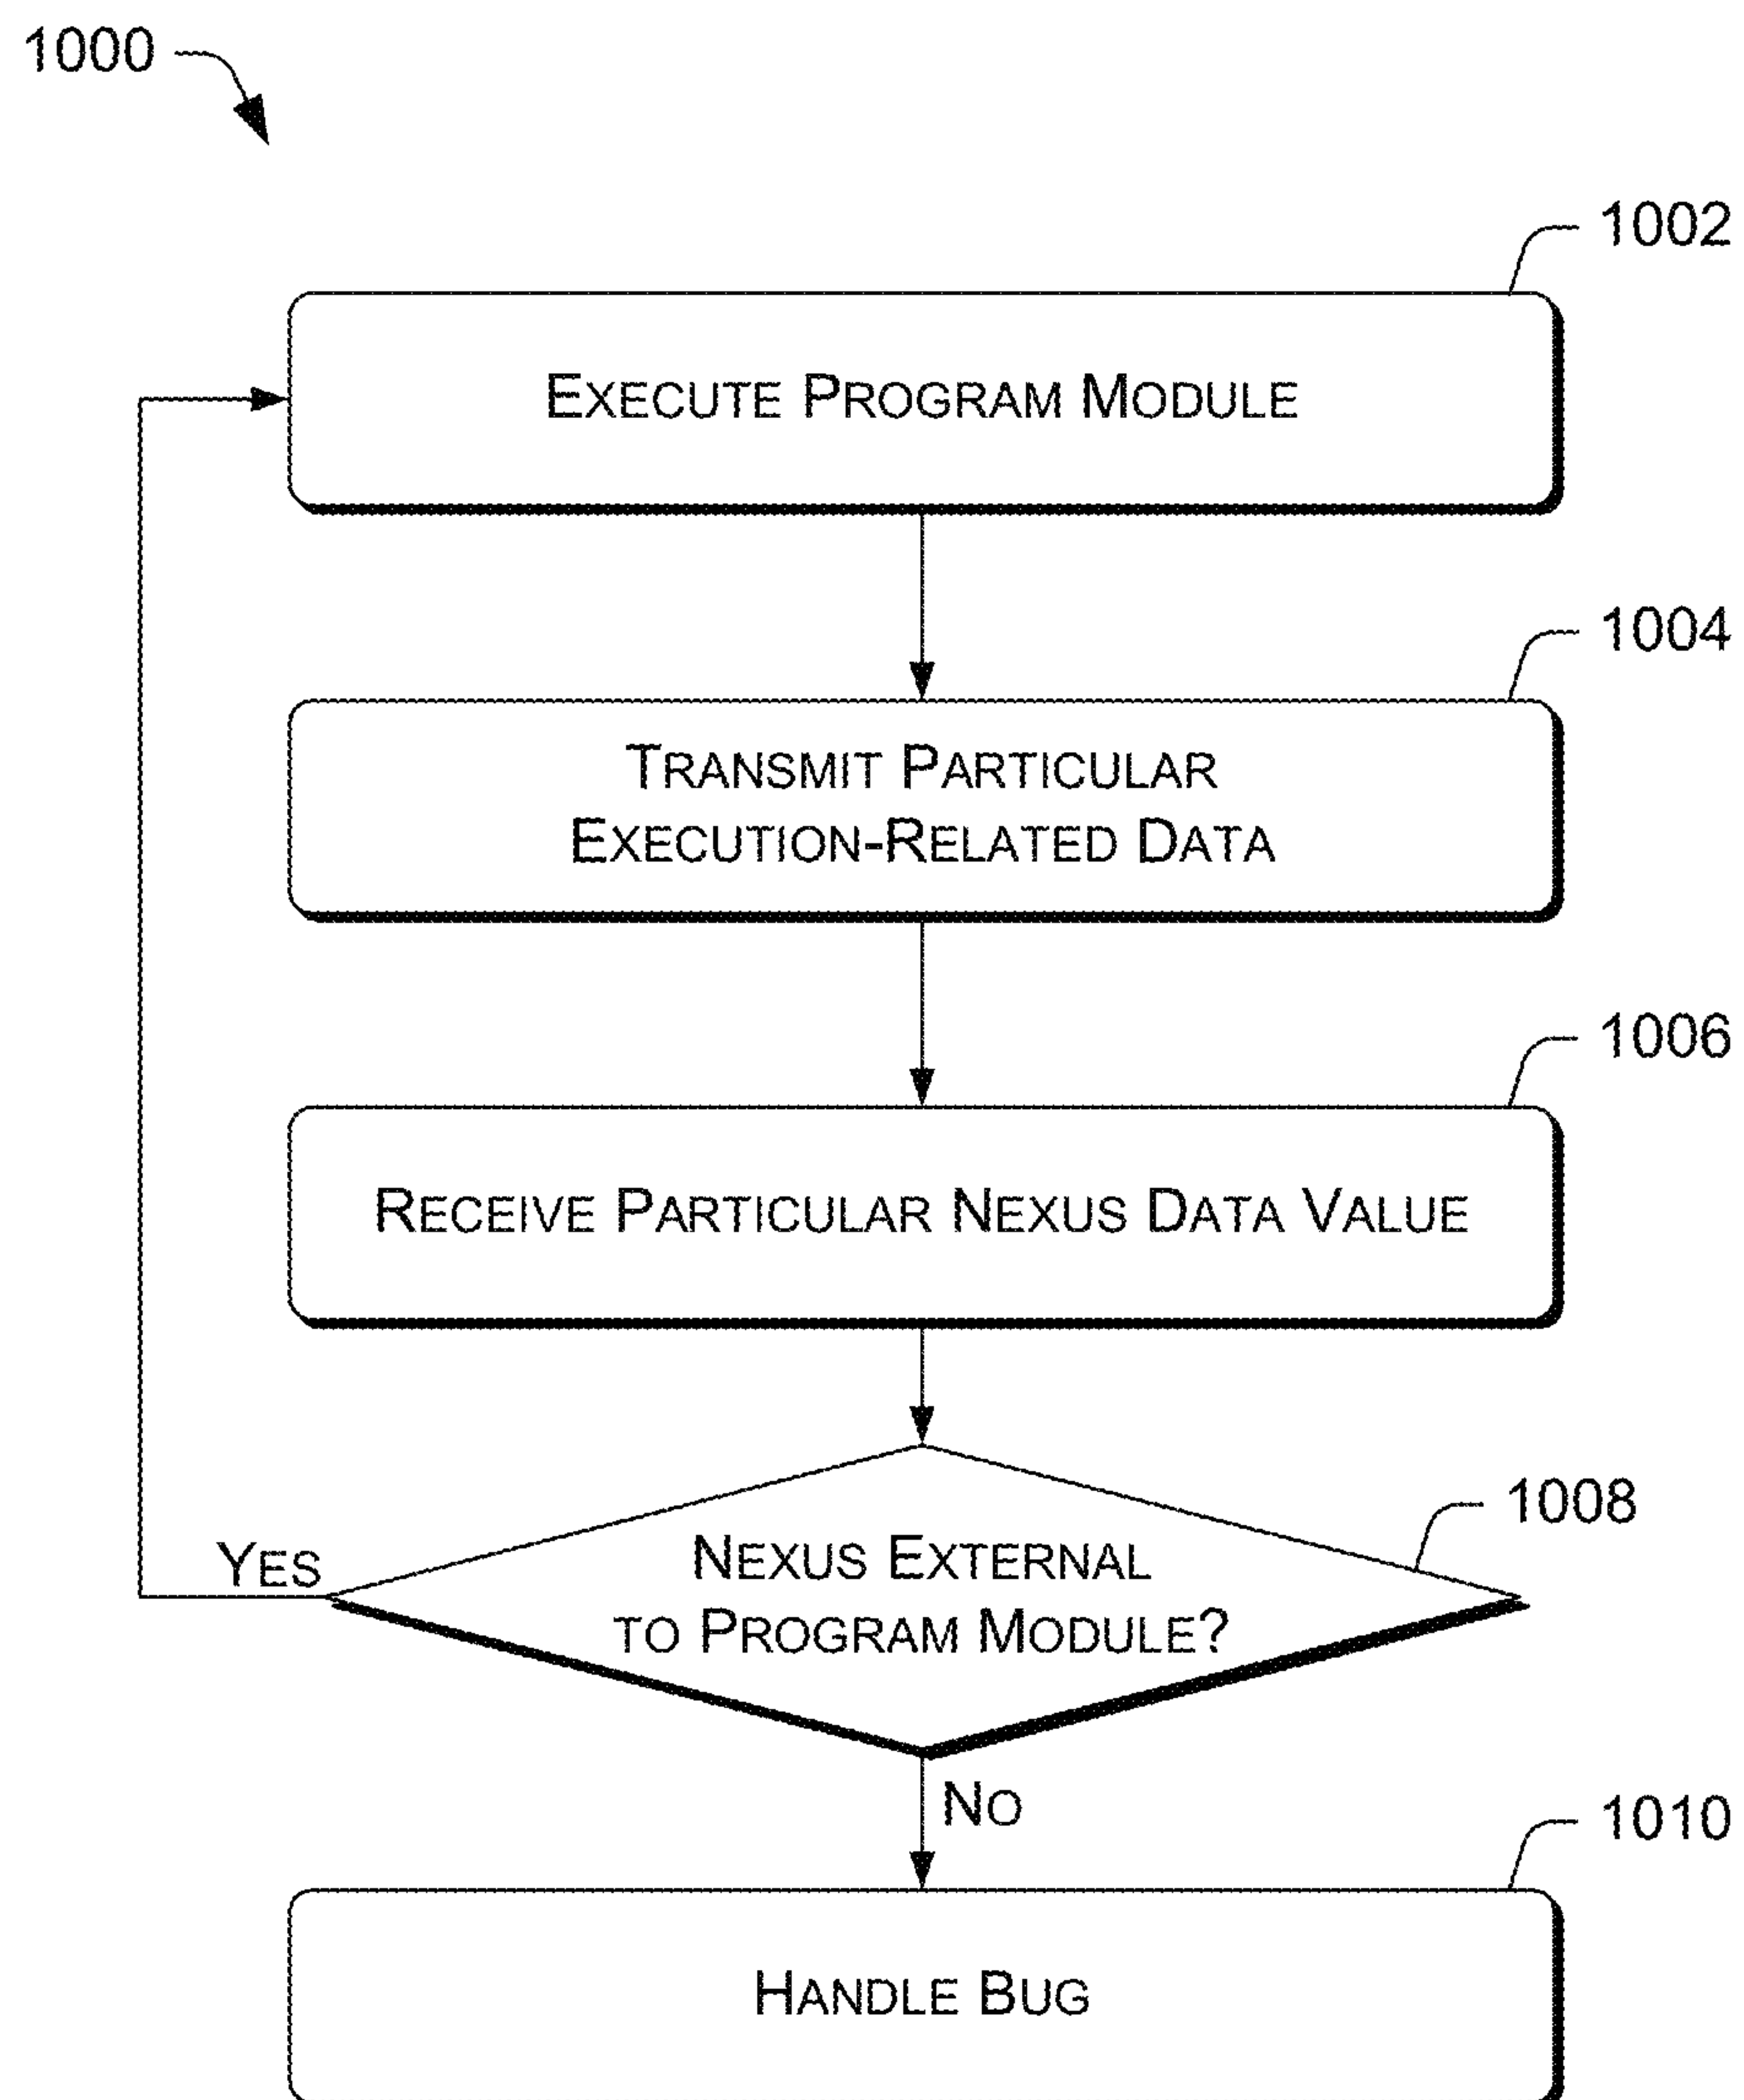 1000
1002
EXECUTE PROGRAM MODULE
1004
TRANSMIT PARTICULAR
EXECUTION-RELATED DATA
1006
RECEIVE PARTICULAR NEXUS DATA VALUE
1008
YES
NEXUS EXTERNAL
TO PROGRAM MODULE?
NO
1010
HANDLE BUG